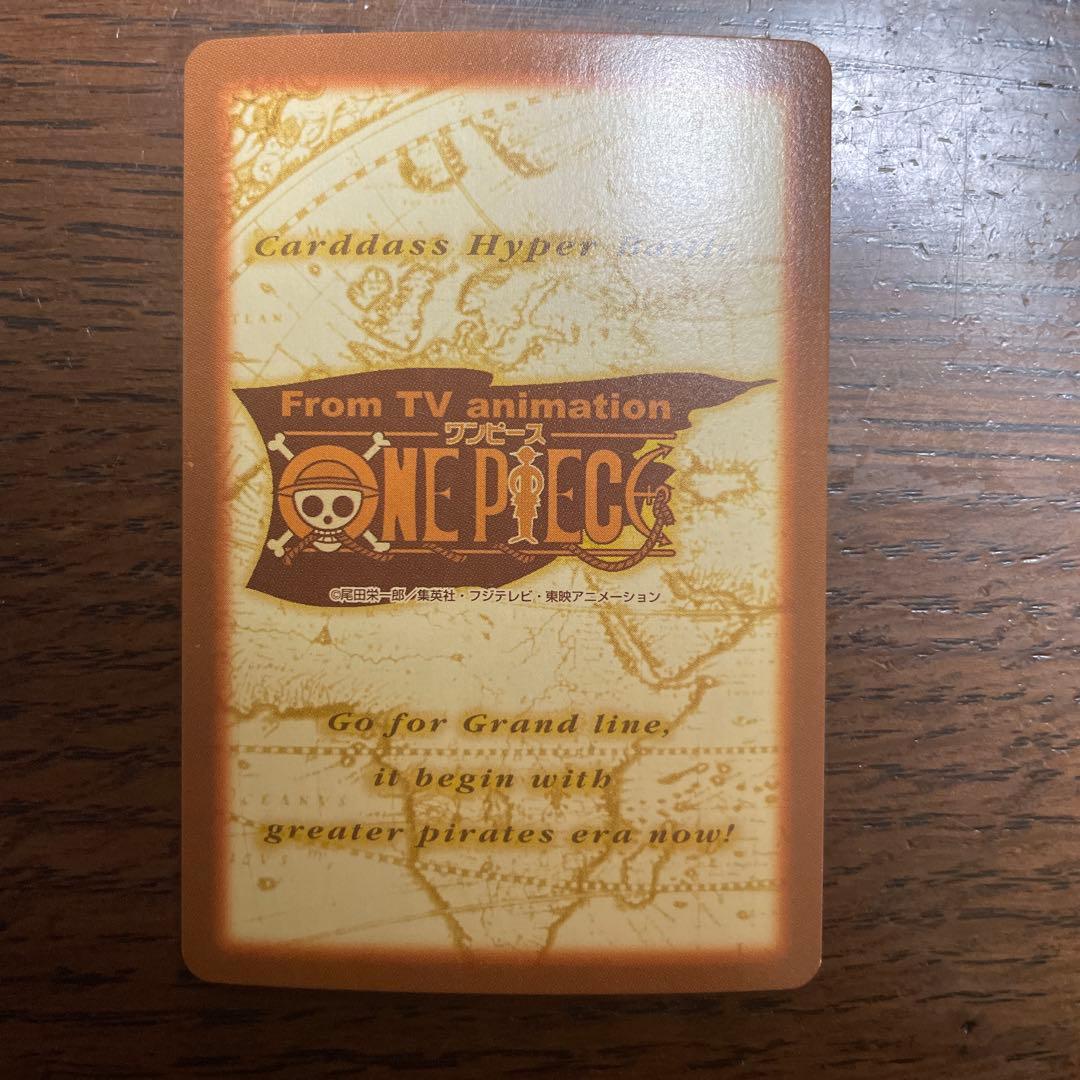 Carddass Hyper Battle
From TV animation
ワンピース
ONE PIECE
©尾田栄一郎／集英社・フジテレビ・東映アニメーション
Go for Grand line,
it begin with
greater pirates era now!